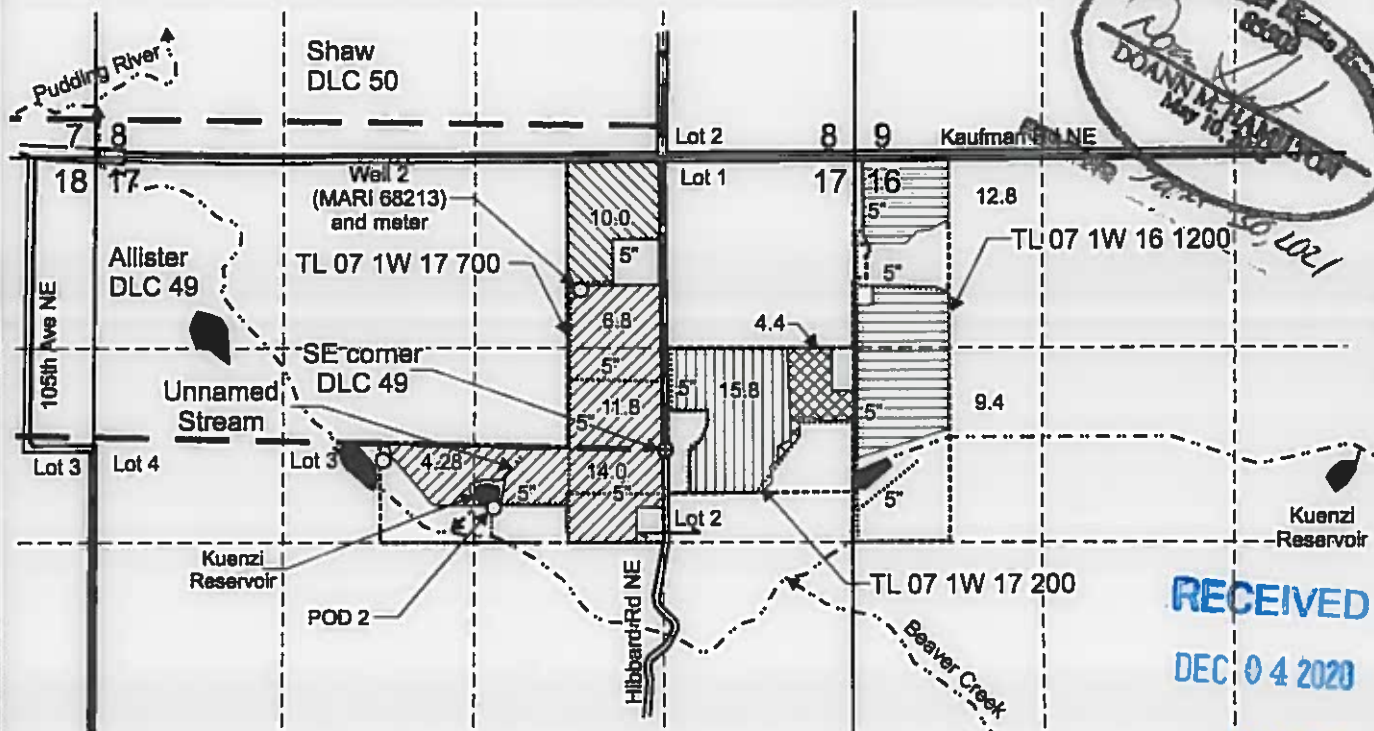 Pudding River
Shaw
DLC 50
DOANN M. HAMILTON
May 10,
7 8
Lot 2
8 9
Kaufman Rd NE
18 17
Well 2
(MARI 68213)
and meter
Lot 1
17 16
12.8
10.0
5"
5"
5"
TL 07 1W 16 1200
2021
Allister
DLC 49
TL 07 1W 17 700
105th Ave NE
6.8
4.4
SE corner
DLC 49
5"
5"
15.8
5"
9.4
Unnamed
Stream
11.8
5"
Lot 3
Lot 4
Lot 3
4.28
5"
14.0
5"
5"
Lot 2
Kuenzi
Reservoir
Kuenzi
Reservoir
POD 2
TL 07 1W 17 200
Hibbard Rd NE
Beaver Creek
RECEIVED
DEC 04 2020